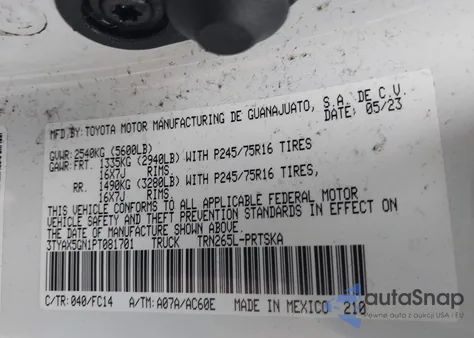 MFD.BY: TOYOTA MOTOR MANUFACTURING DE GUANAJUATO, S.A. DE C.V.
DATE: 05/23
GVWR: 2540KG (5600LB)
GAWR: FRT. 1335KG (2940LB) WITH P245/75R16 TIRES
16X7J RIMS,
RR. 1490KG (3280LB) WITH P245/75R16 TIRES,
16X7J RIMS.
THIS VEHICLE CONFORMS TO ALL APPLICABLE FEDERAL MOTOR
VEHICLE SAFETY AND THEFT PREVENTION STANDARDS IN EFFECT ON
THE DATE OF MANUFACTURE SHOWN ABOVE.
3TYAX5GN1PT081701 TRUCK TRN265L-PRTSKA
C/TR: 040/FC14 A/TM: A07A/AC60E MADE IN MEXICO 210
autoSnap